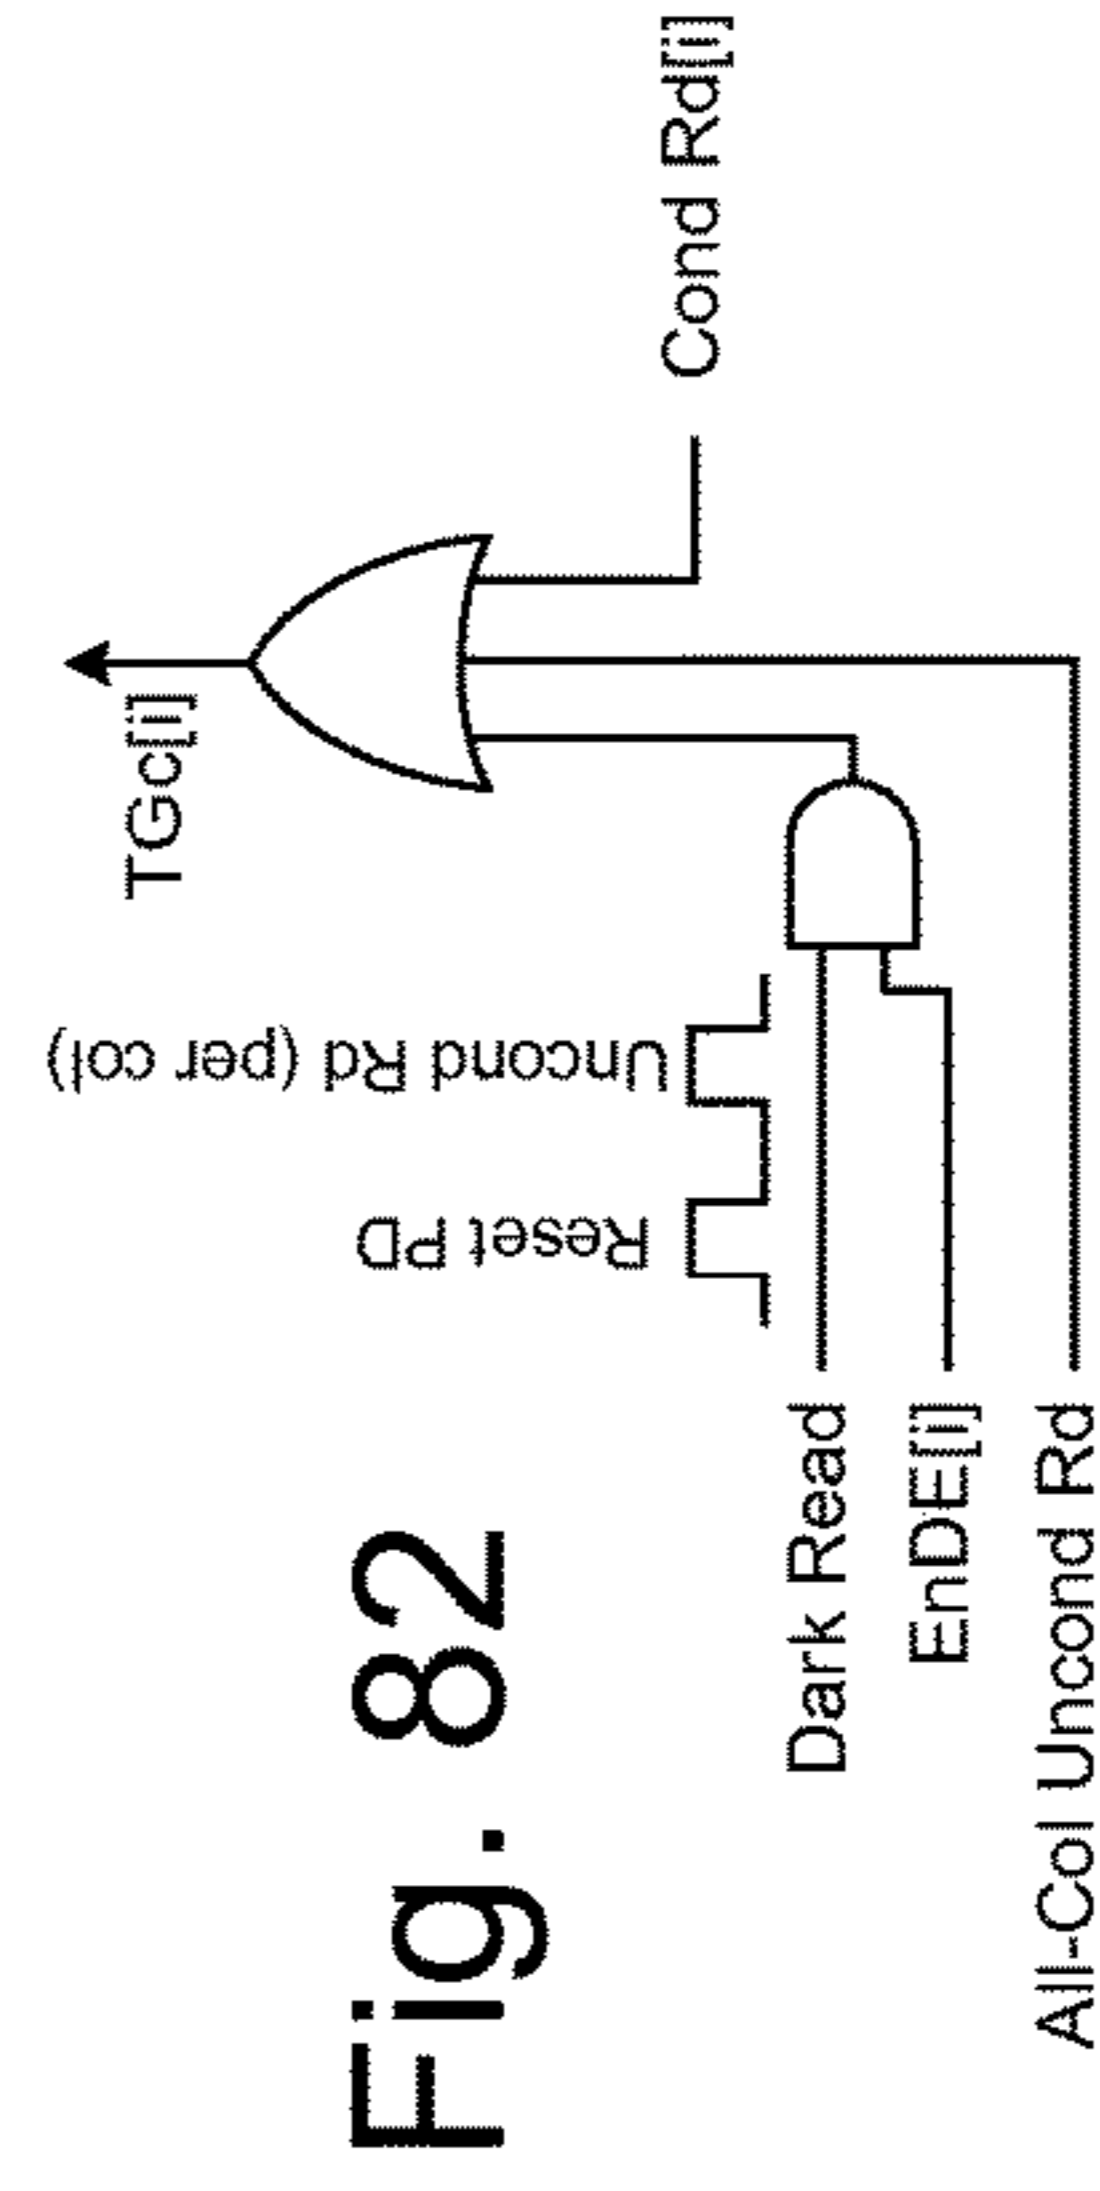 TGc[i]
Cond Rd[i]
Reset PD
Uncond Rd (per col)
Fig. 82
Dark Read
EnDE[i]
All-Col Uncond Rd